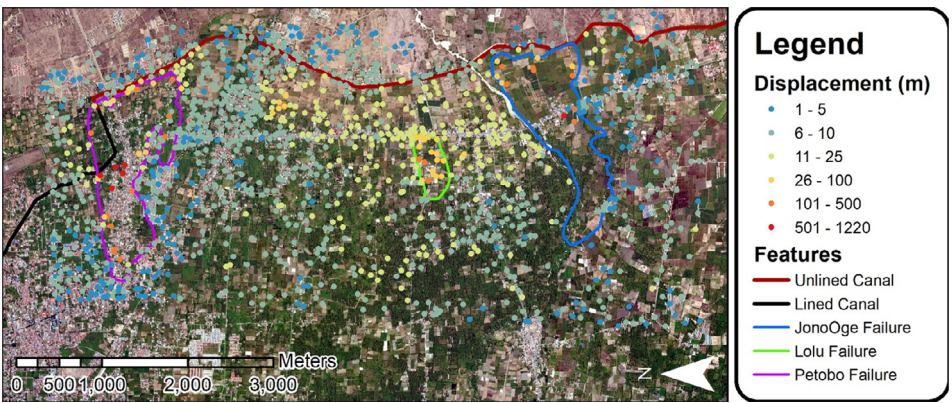 Meters
0 500 1,000 2,000 3,000
N
Legend
Displacement (m)
1 - 5
6 - 10
11 - 25
26 - 100
101 - 500
501 - 1220
Features
Unlined Canal
Lined Canal
JonoOge Failure
Lolu Failure
Petobo Failure